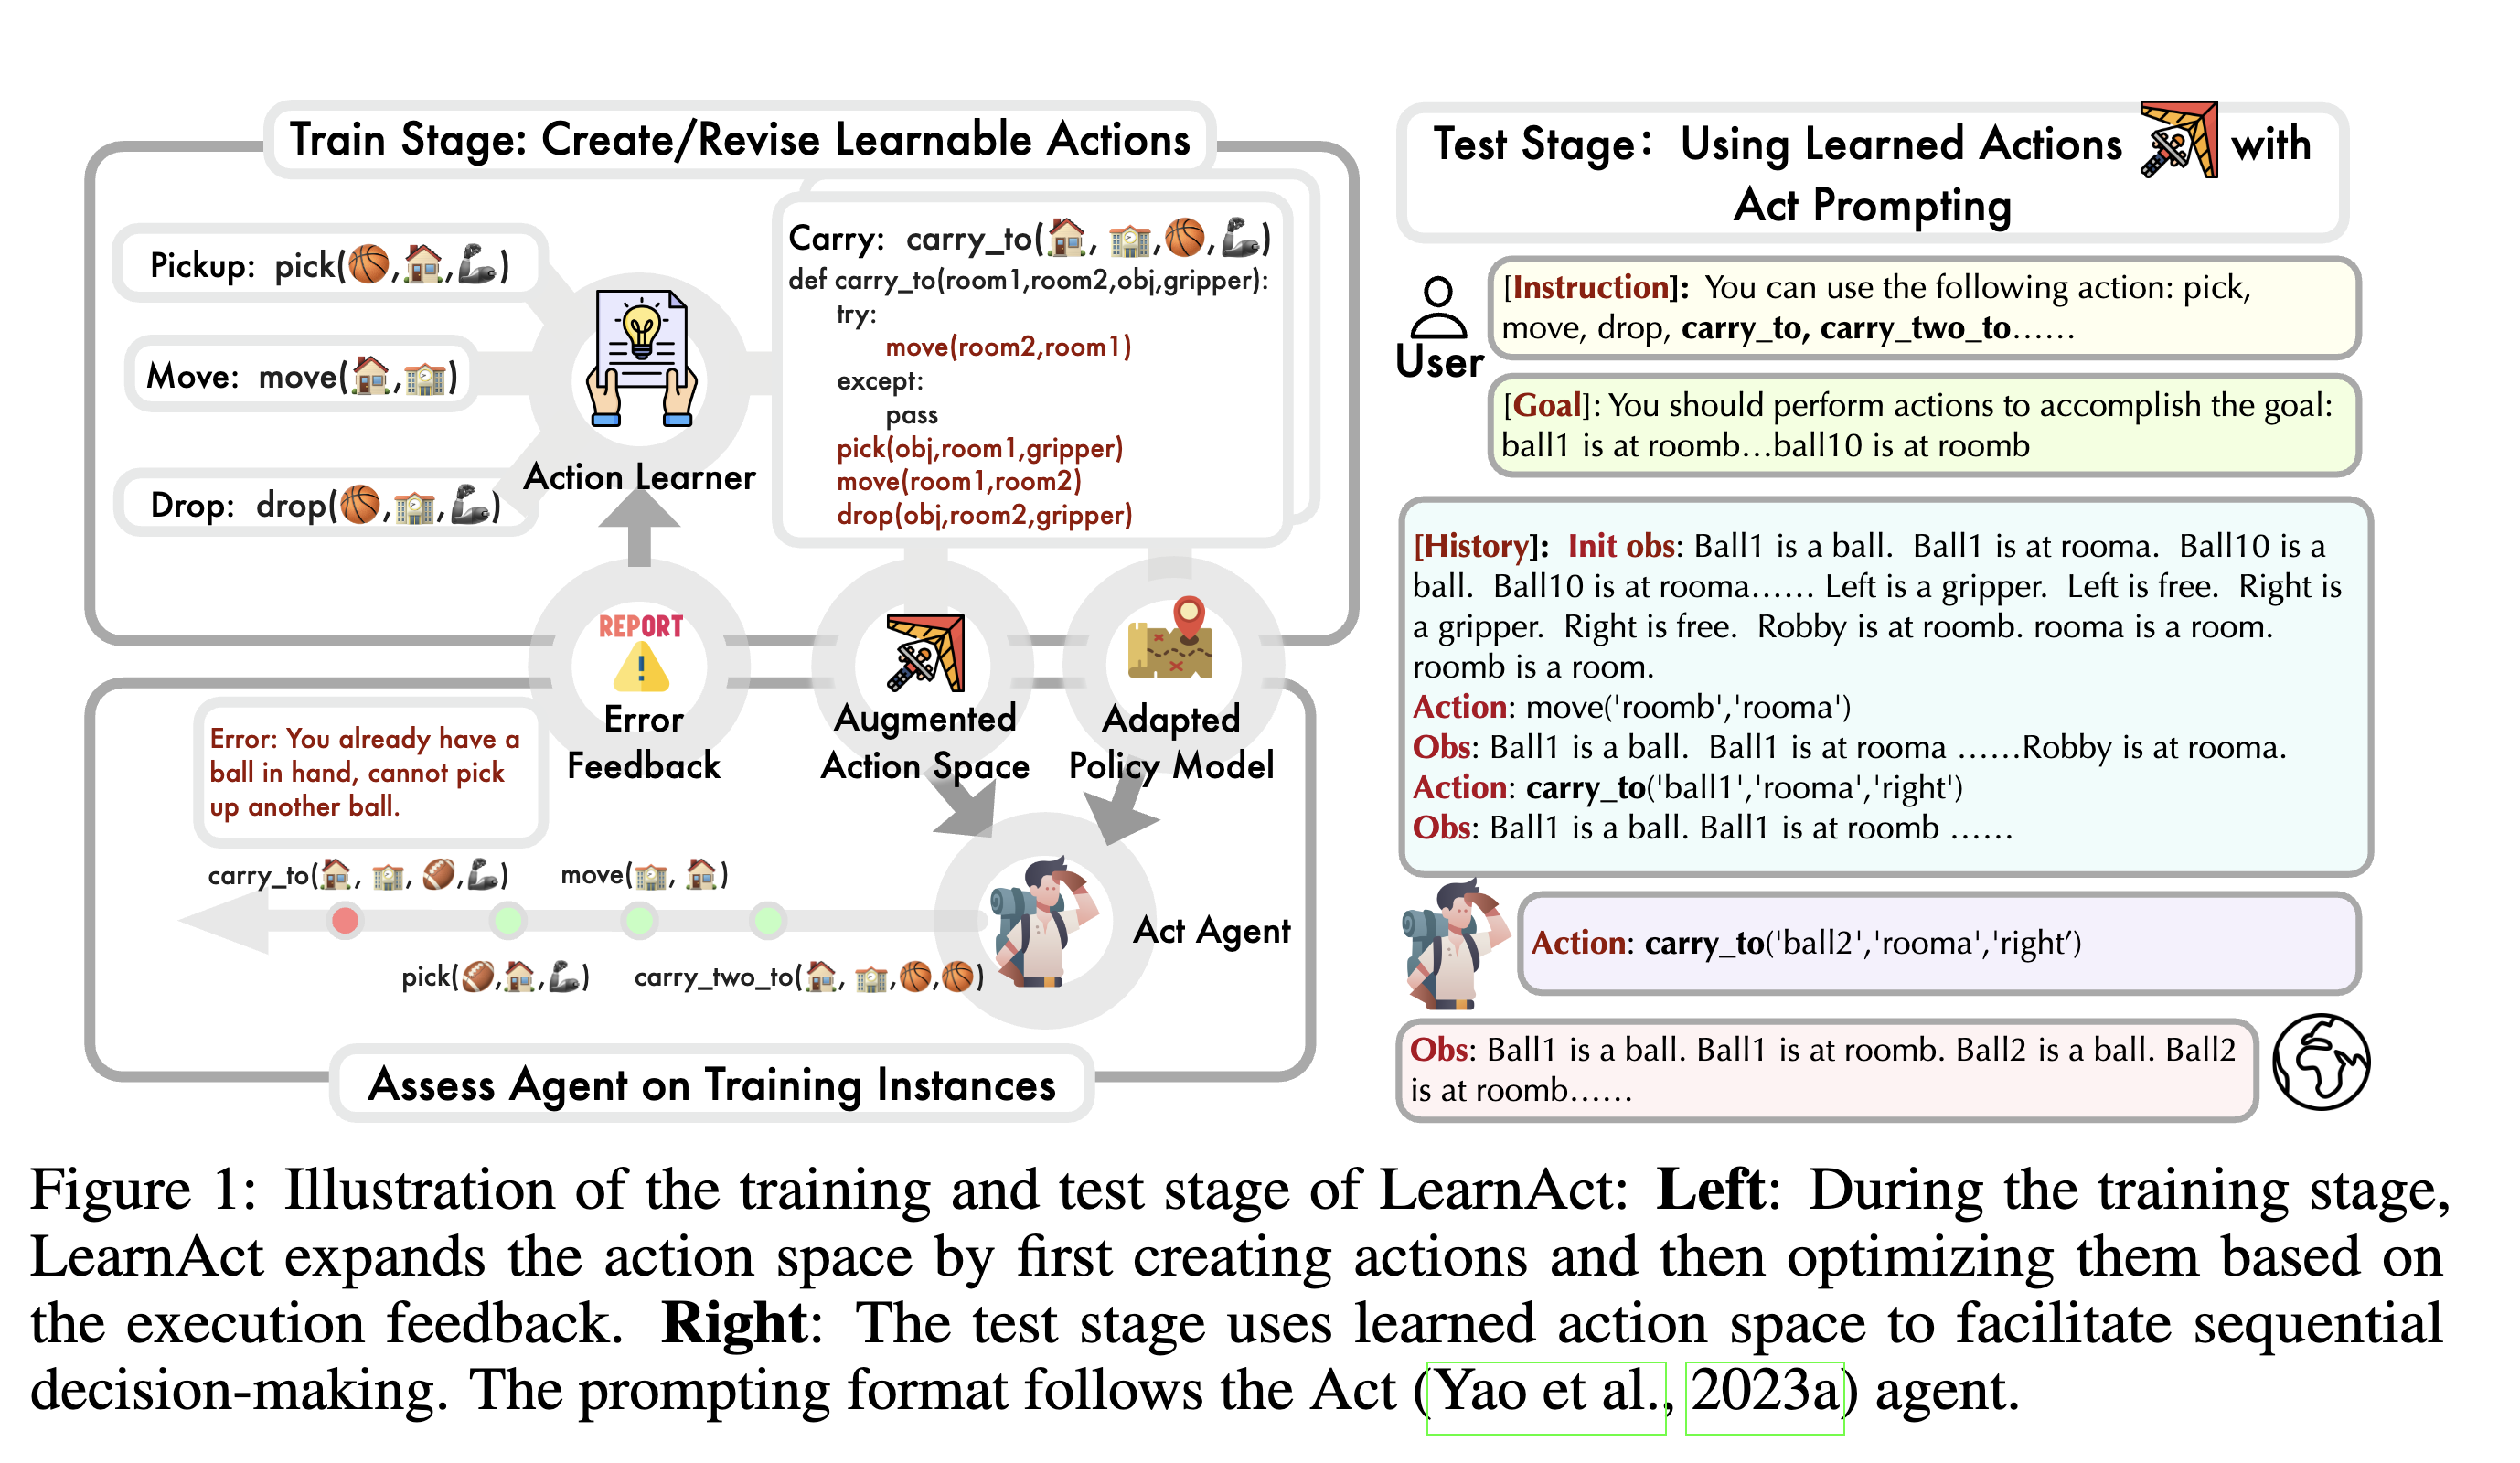 Train Stage: Create/Revise Learnable Actions
Pickup: pick(🏀,🏠,🦾)
Move: move(🏠,🏫)
Drop: drop(🏀,🏫,🦾)
Action Learner
Carry: carry_to(🏠, 🏫,🏀,🦾)
def carry_to(room1,room2,obj,gripper):
try:
move(room2,room1)
except:
pass
pick(obj,room1,gripper)
move(room1,room2)
drop(obj,room2,gripper)
REPORT
!
Error
Feedback
Augmented
Action Space
Adapted
Policy Model
Error: You already have a
ball in hand, cannot pick
up another ball.
carry_to(🏠, 🏫, 🏈,🦾)
move(🏫, 🏠)
pick(🏈,🏠,🦾)
carry_two_to(🏠, 🏫,🏀,🏀)
Act Agent
Assess Agent on Training Instances
Test Stage: Using Learned Actions with
Act Prompting
User
[Instruction]: You can use the following action: pick,
move, drop, carry_to, carry_two_to……
[Goal]: You should perform actions to accomplish the goal:
ball1 is at roomb…ball10 is at roomb
[History]: Init obs: Ball1 is a ball. Ball1 is at rooma. Ball10 is a
ball. Ball10 is at rooma…… Left is a gripper. Left is free. Right is
a gripper. Right is free. Robby is at roomb. rooma is a room.
roomb is a room.
Action: move('roomb','rooma')
Obs: Ball1 is a ball. Ball1 is at rooma ……Robby is at rooma.
Action: carry_to('ball1','rooma','right')
Obs: Ball1 is a ball. Ball1 is at roomb ……
Action: carry_to('ball2','rooma','right’)
Obs: Ball1 is a ball. Ball1 is at roomb. Ball2 is a ball. Ball2
is at roomb……
Figure 1: Illustration of the training and test stage of LearnAct: Left: During the training stage,
LearnAct expands the action space by first creating actions and then optimizing them based on
the execution feedback. Right: The test stage uses learned action space to facilitate sequential
decision-making. The prompting format follows the Act (Yao et al., 2023a) agent.